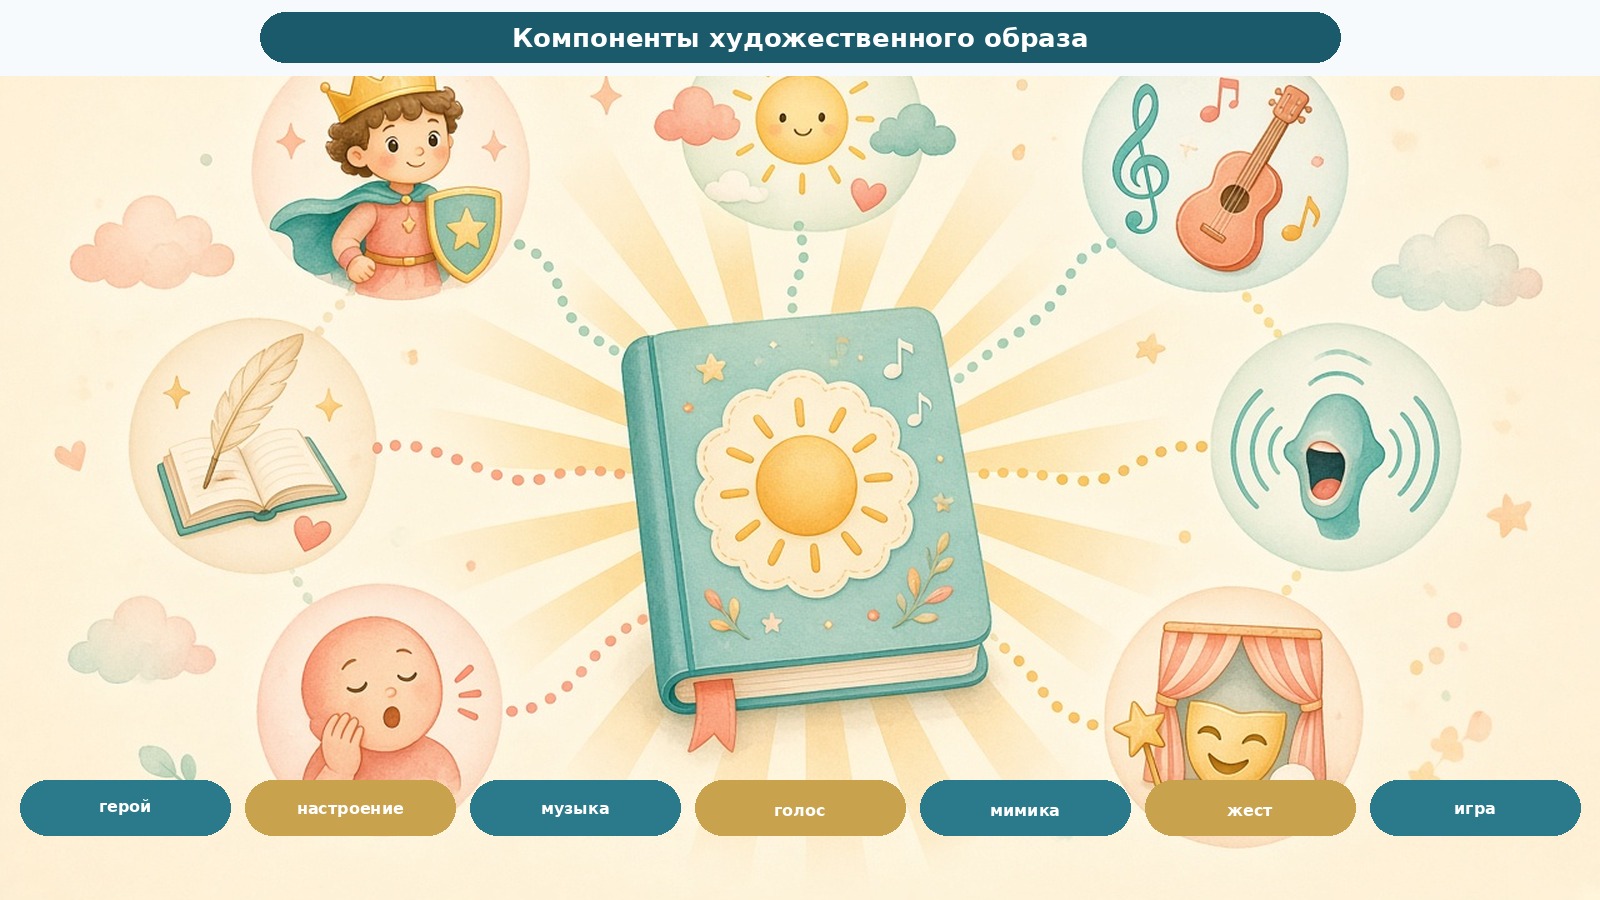 Компоненты художественного образа
герой
настроение
музыка
голос
мимика
жест
игра